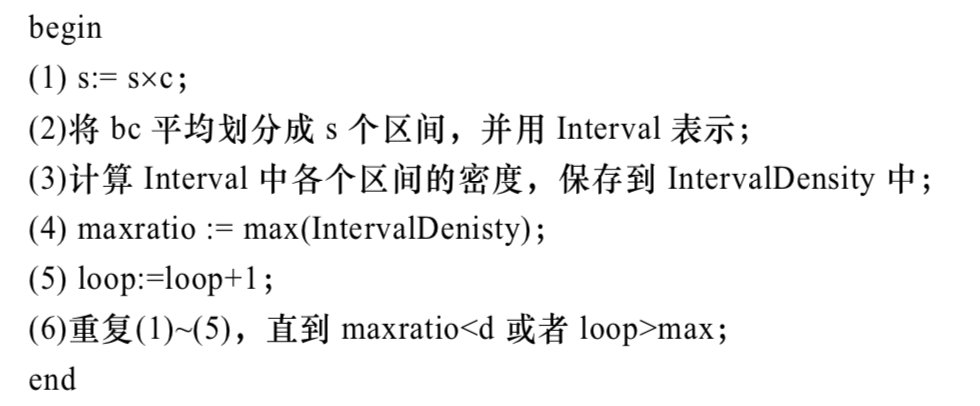 begin
(1) s:= s×c；
(2)将 bc 平均划分成 s 个区间，并用 Interval 表示；
(3)计算 Interval 中各个区间的密度，保存到 IntervalDensity 中；
(4) maxratio := max(IntervalDenisty)；
(5) loop:=loop+1；
(6)重复(1)~(5)，直到 maxratio<d 或者 loop>max；
end